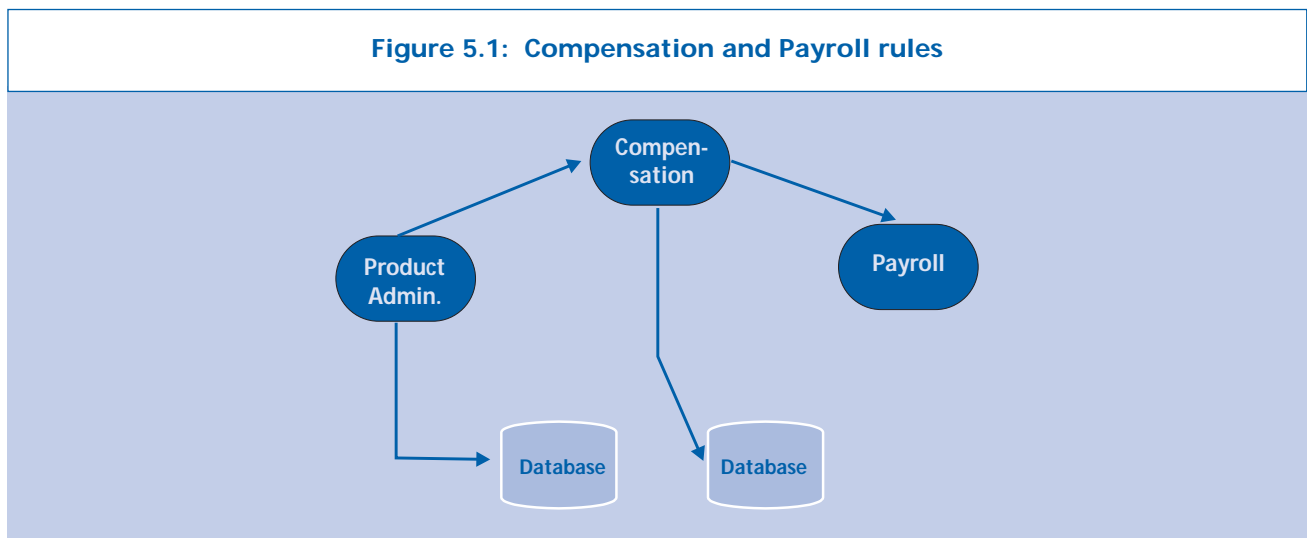 Figure 5.1: Compensation and Payroll rules
Compen-
sation
Product
Admin.
Payroll
Database
Database